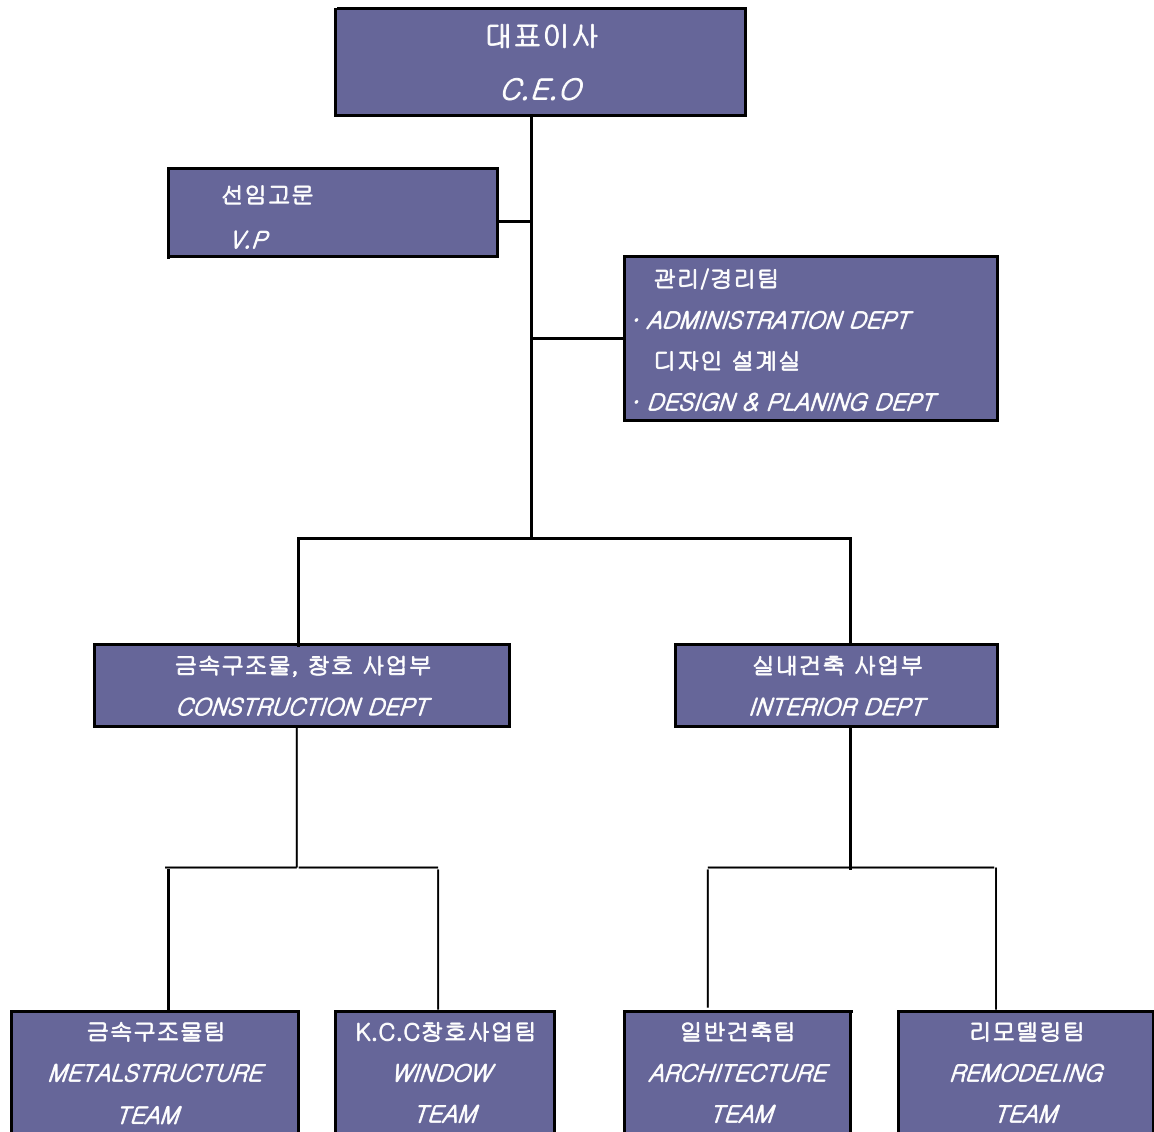 대표이사
C.E.O
선임고문
V.P
관리/경리팀
· ADMINISTRATION DEPT
디자인 설계실
· DESIGN & PLANING DEPT
금속구조물, 창호 사업부
CONSTRUCTION DEPT
실내건축 사업부
INTERIOR DEPT
금속구조물팀
METALSTRUCTURE
TEAM
K.C.C창호사업팀
WINDOW
TEAM
일반건축팀
ARCHITECTURE
TEAM
리모델링팀
REMODELING
TEAM